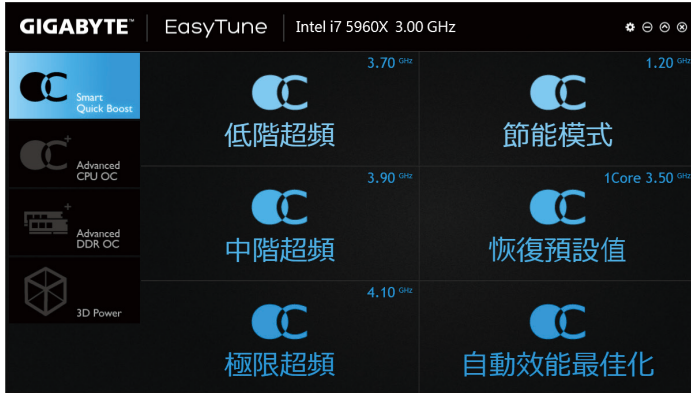 GIGABYTE™ EasyTune Intel i7 5960X 3.00 GHz
Smart
Quick Boost
Advanced
CPU OC
Advanced
DDR OC
3D Power
3.70 GHz
低階超頻
1.20 GHz
節能模式
3.90 GHz
中階超頻
1Core 3.50 GHz
恢復預設值
4.10 GHz
極限超頻
自動效能最佳化